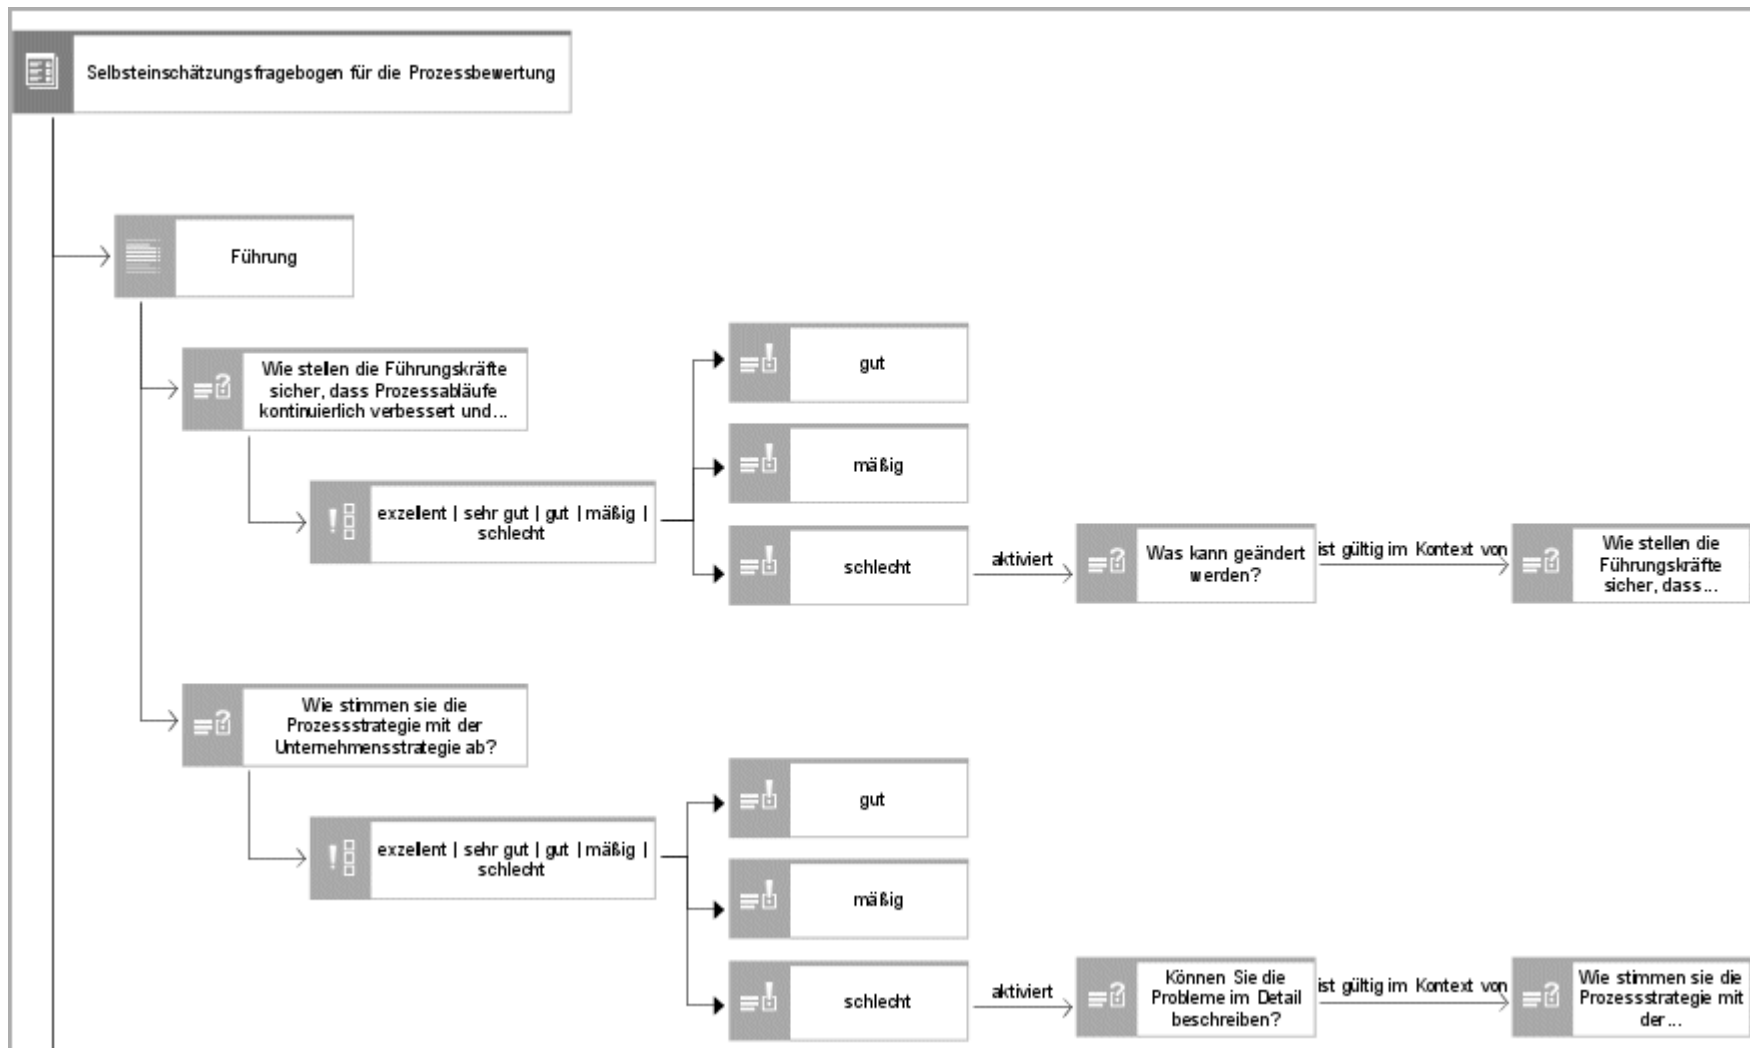 Selbsteinschätzungsfragebogen für die Prozessbewertung
Führung
Wie stellen die Führungskräfte
sicher, dass Prozessabläufe
kontinuierlich verbessert und...
exzellent | sehr gut | gut | mäßig |
schlecht
gut
mäßig
schlecht
aktiviert
Was kann geändert
werden?
ist gültig im Kontext von
Wie stellen die
Führungskräfte
sicher, dass...
Wie stimmen sie die
Prozessstrategie mit der
Unternehmensstrategie ab?
exzellent | sehr gut | gut | mäßig |
schlecht
gut
mäßig
schlecht
aktiviert
Können Sie die
Probleme im Detail
beschreiben?
ist gültig im Kontext von
Wie stimmen sie die
Prozessstrategie mit
der...